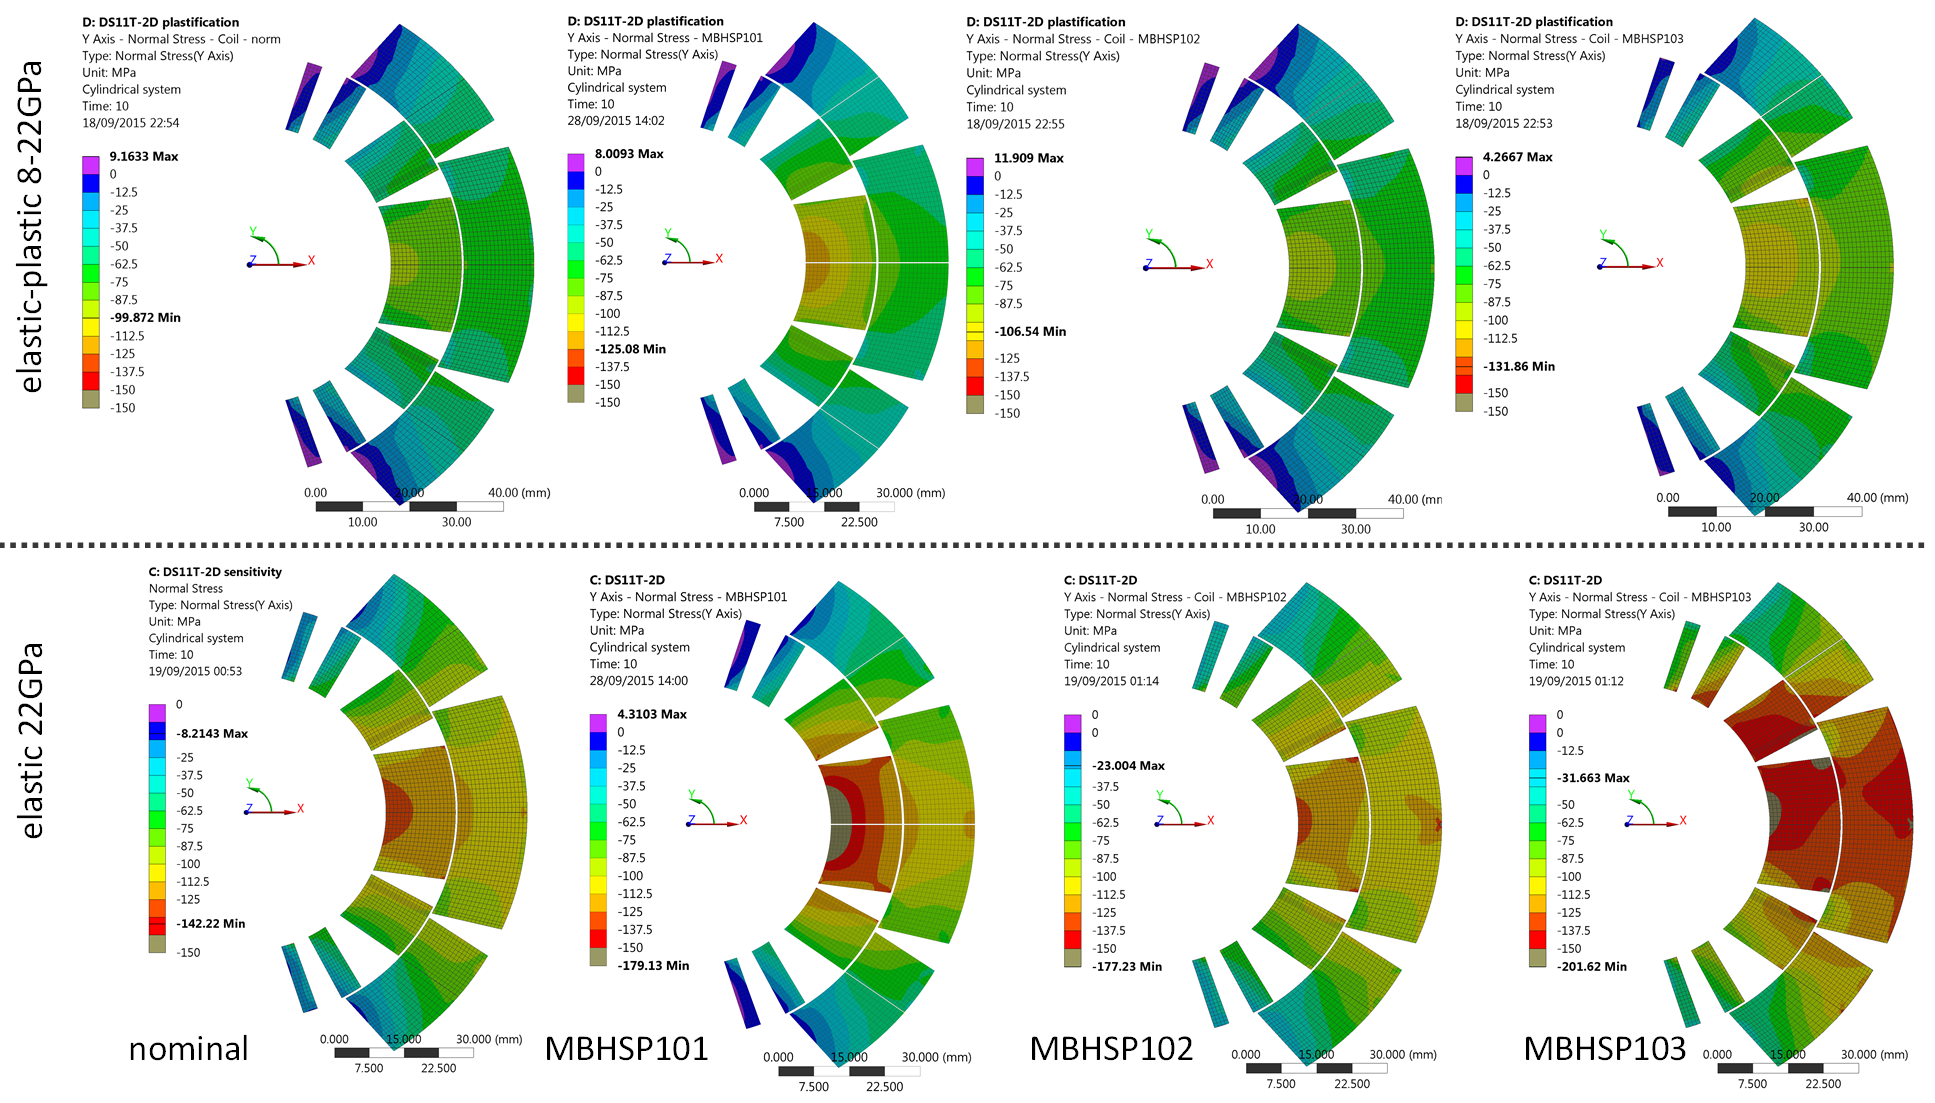 elastic-plastic 8-22GPa
D: DS11T-2D plastification
Y Axis - Normal Stress - Coil - norm
Type: Normal Stress(Y Axis)
Unit: MPa
Cylindrical system
Time: 10
18/09/2015 22:54
9.1633 Max
0
-12.5
-25
-37.5
-50
-62.5
-75
-87.5
-99.872 Min
-112.5
-125
-137.5
-150
-150
Y
Z
X
0.00
20.00
40.00 (mm)
10.00
30.00
D: DS11T-2D plastification
Y Axis - Normal Stress - MBHSP101
Type: Normal Stress(Y Axis)
Unit: MPa
Cylindrical system
Time: 10
28/09/2015 14:02
8.0093 Max
0
-12.5
-25
-37.5
-50
-62.5
-75
-87.5
-100
-112.5
-125.08 Min
-137.5
-150
-150
Y
Z
X
0.000
15.000
30.000 (mm)
7.500
22.500
D: DS11T-2D plastification
Y Axis - Normal Stress - Coil - MBHSP102
Type: Normal Stress(Y Axis)
Unit: MPa
Cylindrical system
Time: 10
18/09/2015 22:55
11.909 Max
0
-12.5
-25
-37.5
-50
-62.5
-75
-87.5
-106.54 Min
-125
-137.5
-150
-150
Y
Z
X
0.00
20.00
40.00 (mm
10.00
30.00
D: DS11T-2D plastification
Y Axis - Normal Stress - Coil - MBHSP103
Type: Normal Stress(Y Axis)
Unit: MPa
Cylindrical system
Time: 10
18/09/2015 22:53
4.2667 Max
0
-12.5
-25
-37.5
-50
-62.5
-75
-87.5
-100
-112.5
-131.86 Min
-150
-150
Y
Z
X
0.00
20.00
40.00 (mm)
10.00
30.00
elastic 22GPa
C: DS11T-2D sensitivity
Normal Stress
Type: Normal Stress(Y Axis)
Unit: MPa
Cylindrical system
Time: 10
19/09/2015 00:53
0
-8.2143 Max
-25
-37.5
-50
-62.5
-75
-87.5
-100
-112.5
-125
-142.22 Min
-150
Y
Z
X
nominal
0.000
15.000
30.000 (mm)
7.500
22.500
C: DS11T-2D
Y Axis - Normal Stress - MBHSP101
Type: Normal Stress(Y Axis)
Unit: MPa
Cylindrical system
Time: 10
28/09/2015 14:00
4.3103 Max
0
-12.5
-25
-37.5
-50
-62.5
-75
-87.5
-100
-112.5
-125
-137.5
-150
-179.13 Min
Y
Z
X
MBHSP101
0.000
15.000
30.000 (mm)
7.500
22.500
C: DS11T-2D
Y Axis - Normal Stress - Coil - MBHSP102
Type: Normal Stress(Y Axis)
Unit: MPa
Cylindrical system
Time: 10
19/09/2015 01:14
0
0
-23.004 Max
-37.5
-50
-62.5
-75
-87.5
-100
-112.5
-125
-137.5
-150
-177.23 Min
Y
Z
X
MBHSP102
0.000
15.000
30.000 (mm)
7.500
22.500
C: DS11T-2D
Y Axis - Normal Stress - Coil - MBHSP103
Type: Normal Stress(Y Axis)
Unit: MPa
Cylindrical system
Time: 10
19/09/2015 01:12
0
0
-12.5
-31.663 Max
-50
-62.5
-75
-87.5
-100
-112.5
-125
-137.5
-150
-201.62 Min
Y
Z
X
MBHSP103
0.000
15.000
30.000 (mm)
7.500
22.500